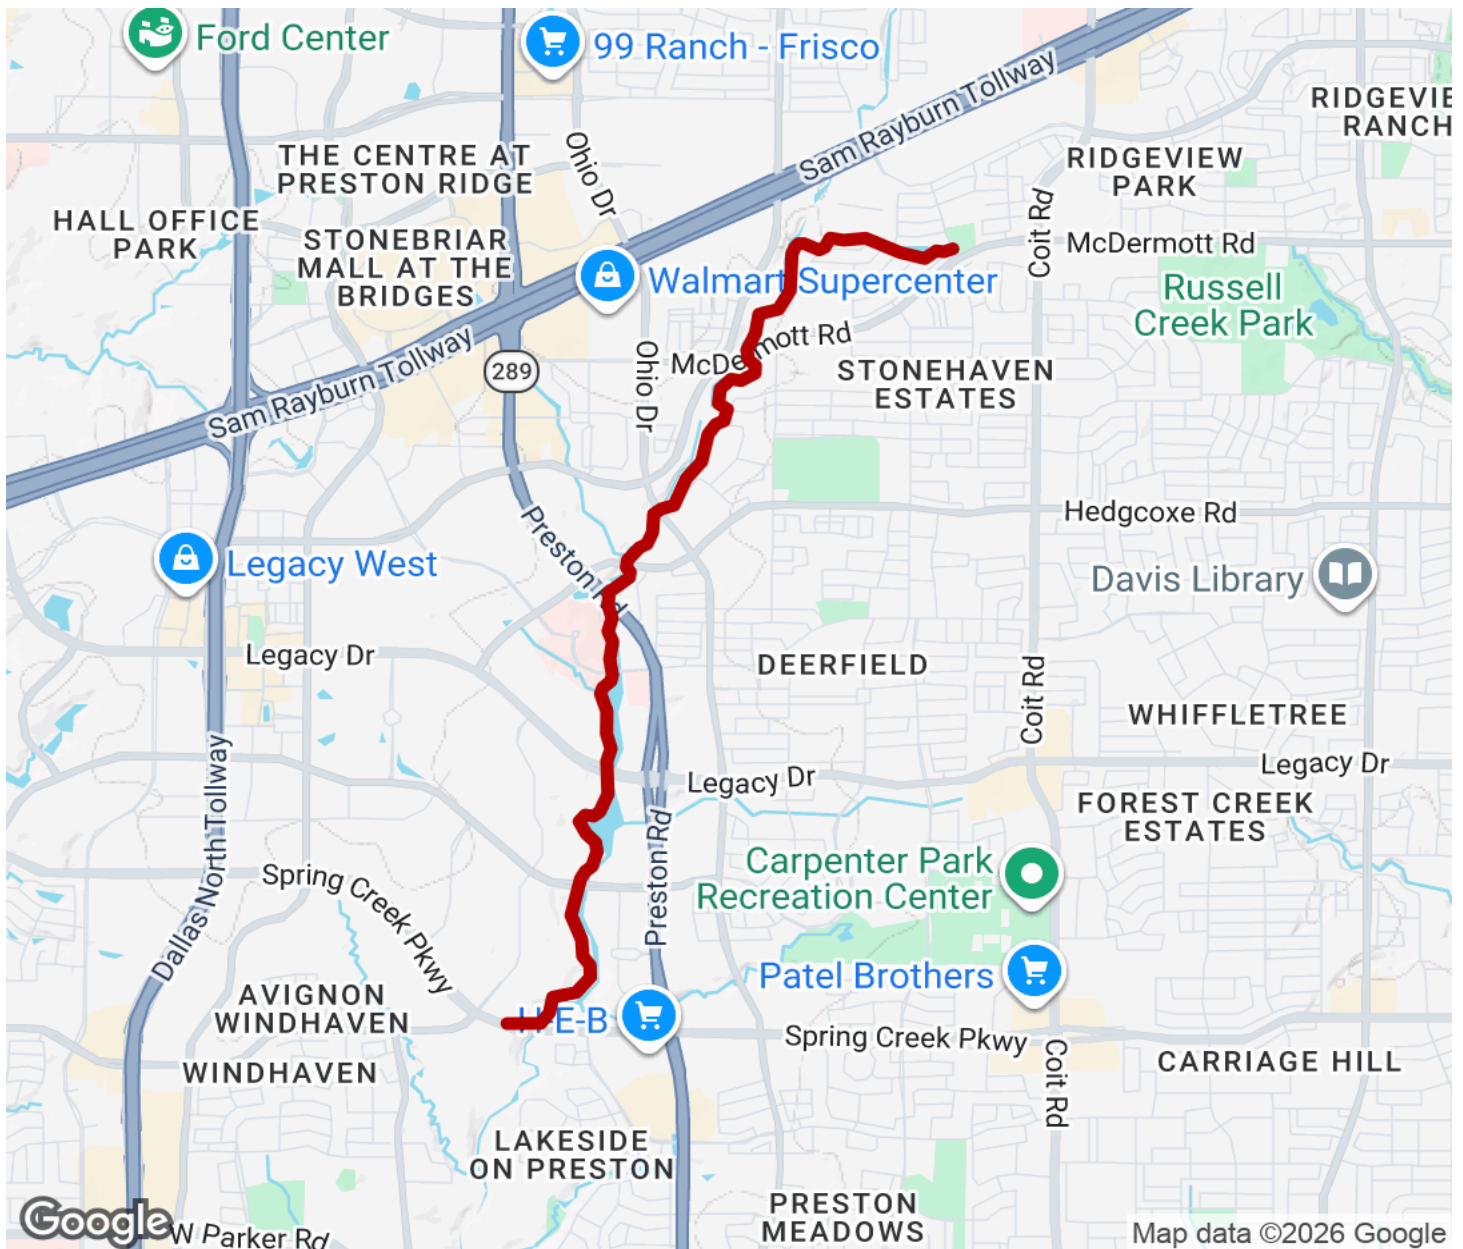 Ford Center
99 Ranch - Frisco
Sam Rayburn Tollway
RIDGEVIE
RANCH
Ohio Dr
THE CENTRE AT
PRESTON RIDGE
RIDGEVIEW
PARK
HALL OFFICE
PARK
STONEBRIAR
MALL AT THE
BRIDGES
Coit Rd
McDermott Rd
Walmart Supercenter
Russell
Creek Park
Sam Rayburn Tollway
289
Ohio Dr
McDermott Rd
STONEHAVEN
ESTATES
Preston Rd
Hedgcoxe Rd
Legacy West
Davis Library
Legacy Dr
DEERFIELD
Coit Rd
WHIFFLETREE
Dallas North Tollway
Legacy Dr
Legacy Dr
Preston Rd
FOREST CREEK
ESTATES
Spring Creek Pkwy
Carpenter Park
Recreation Center
Patel Brothers
AVIGNON
WINDHAVEN
H-E-B
Spring Creek Pkwy
WINDHAVEN
Coit Rd
CARRIAGE HILL
LAKESIDE
ON PRESTON
PRESTON
MEADOWS
Google
W Parker Rd
Map data ©2026 Google